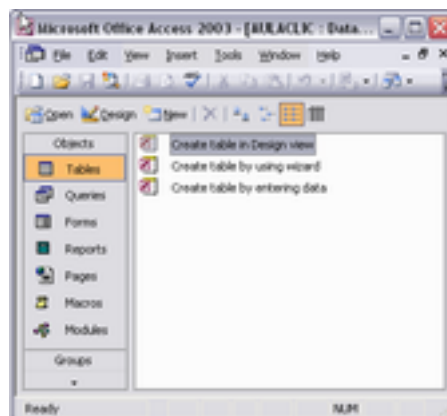 Microsoft Office Access 2003 - [AULACLIC : Data...
File Edit View Insert Tools Window Help
Open Design New
Objects
Tables
Queries
Forms
Reports
Pages
Macros
Modules
Groups
Create table in Design view
Create table by using wizard
Create table by entering data
Ready NUM